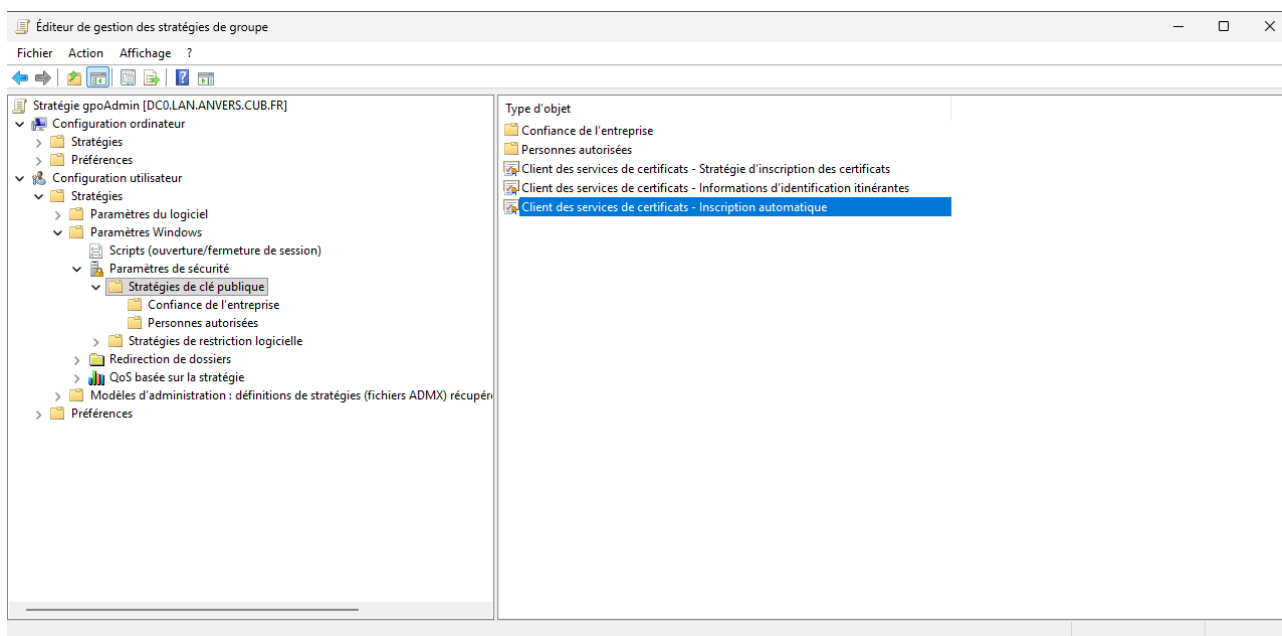 Éditeur de gestion des stratégies de groupe
Fichier Action Affichage ?
Stratégie gpoAdmin [DC0.LAN.ANVERS.CUB.FR]
Configuration ordinateur
Stratégies
Préférences
Configuration utilisateur
Stratégies
Paramètres du logiciel
Paramètres Windows
Scripts (ouverture/fermeture de session)
Paramètres de sécurité
Stratégies de clé publique
Confiance de l'entreprise
Personnes autorisées
Stratégies de restriction logicielle
Redirection de dossiers
QoS basée sur la stratégie
Modèles d'administration : définitions de stratégies (fichiers ADMX) récupér
Préférences
Type d'objet
Confiance de l'entreprise
Personnes autorisées
Client des services de certificats - Stratégie d'inscription des certificats
Client des services de certificats - Informations d'identification itinérantes
Client des services de certificats - Inscription automatique